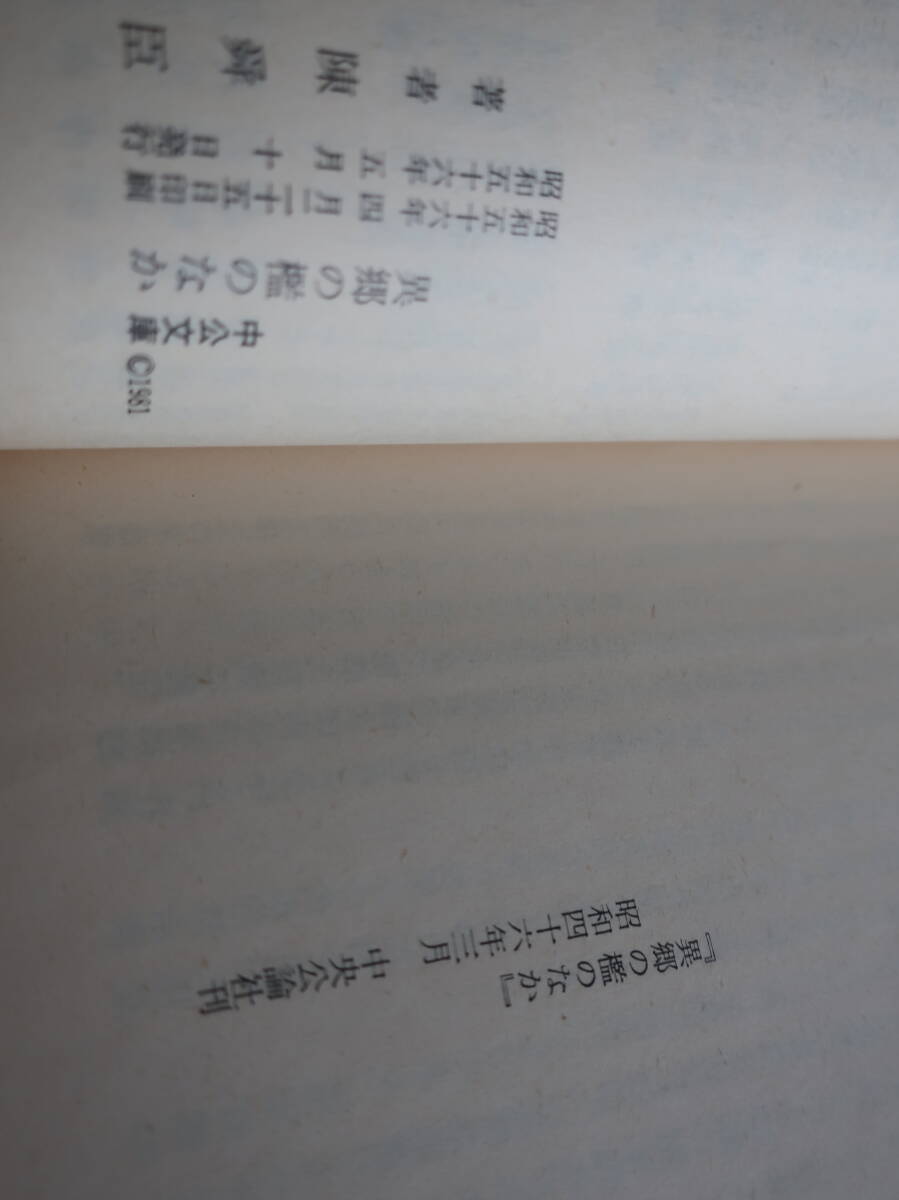 『異郷の檻のなか』
昭和四十六年三月　中央公論社刊
中公文庫
©1981
異郷の檻のなか
昭和五十六年四月二十五日印刷
昭和五十六年五月十日発行
著者　陳舜臣